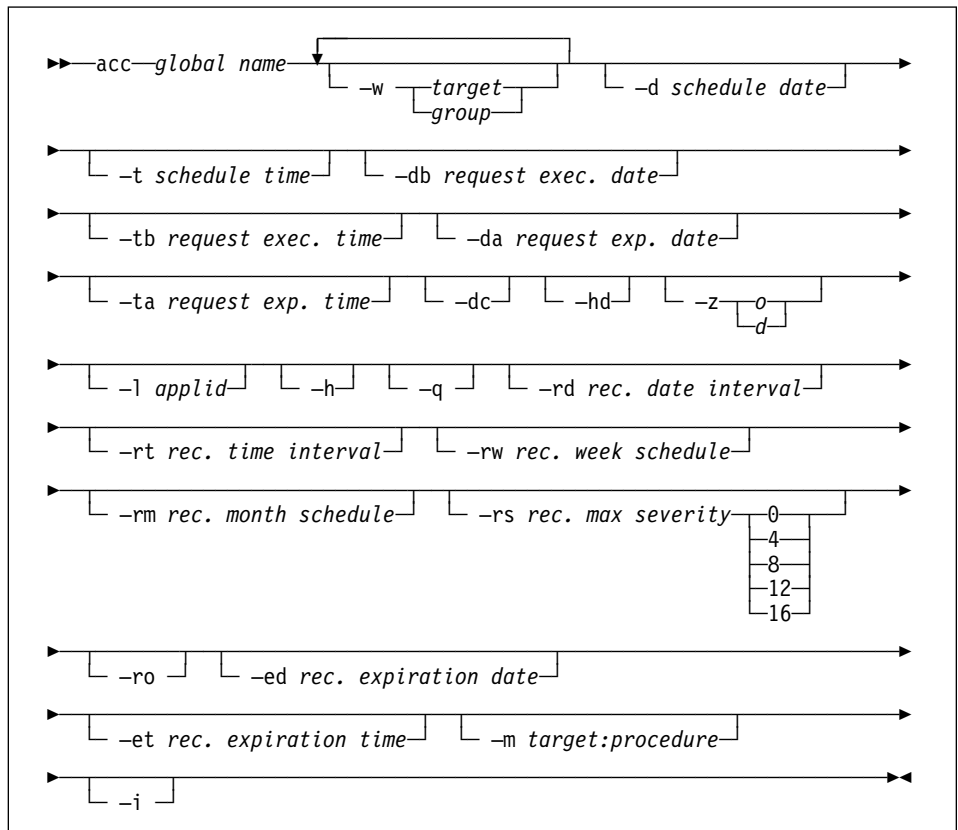 acc global name
–w target –d schedule date
group
–t schedule time –db request exec. date
–tb request exec. time –da request exp. date
–ta request exp. time –dc –hd –z o
d
–l applid –h –q –rd rec. date interval
–rt rec. time interval –rw rec. week schedule
–rm rec. month schedule –rs rec. max severity 0
4
8
12
16
–ro –ed rec. expiration date
–et rec. expiration time –m target:procedure
–i